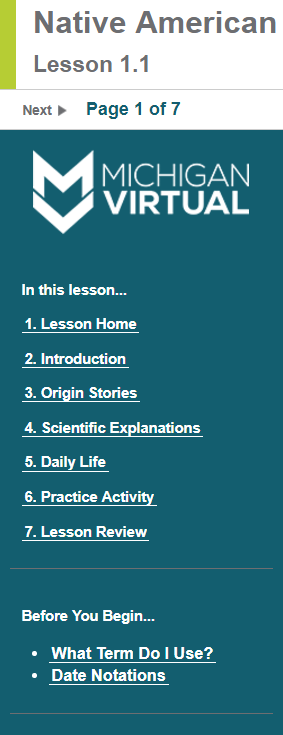 Native American
Lesson 1.1
Next Page 1 of 7
MICHIGAN
VIRTUAL
In this lesson...
1. Lesson Home
2. Introduction
3. Origin Stories
4. Scientific Explanations
5. Daily Life
6. Practice Activity
7. Lesson Review
Before You Begin...
• What Term Do I Use?
• Date Notations